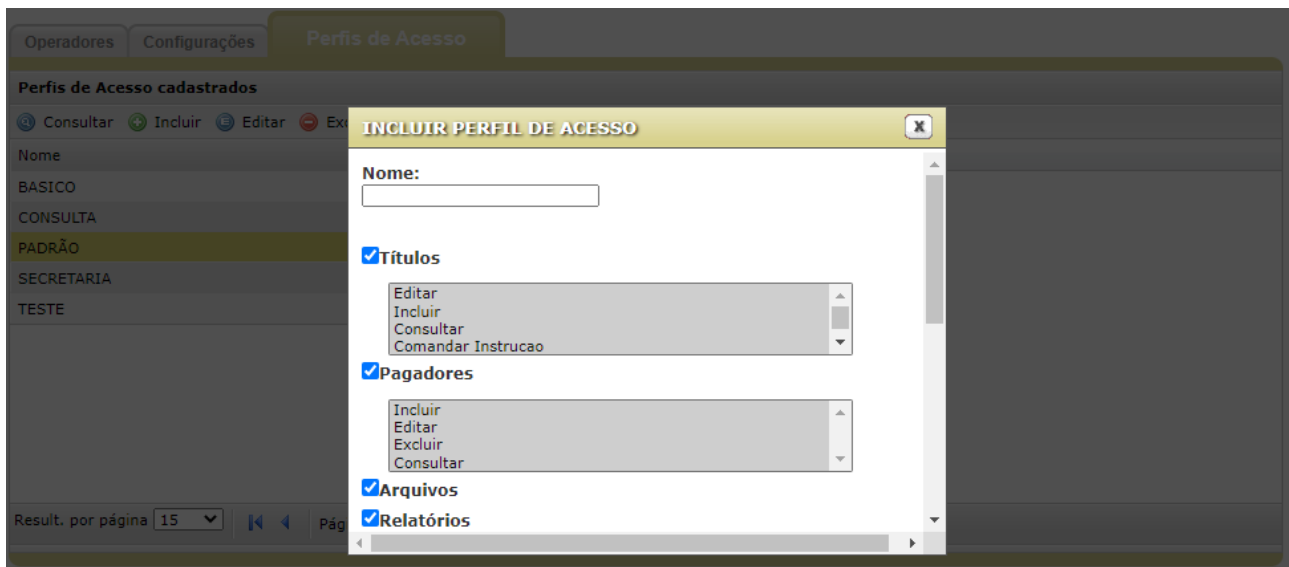 Operadores Configurações Perfis de Acesso
Perfis de Acesso cadastrados
Consultar Incluir Editar
INCLUIR PERFIL DE ACESSO X
Nome
BASICO
CONSULTA
PADRÃO
SECRETARIA
TESTE
Nome:
Títulos
Editar
Incluir
Consultar
Comandar Instrucao
Pagadores
Incluir
Editar
Excluir
Consultar
Arquivos
Relatórios
Result. por página 15